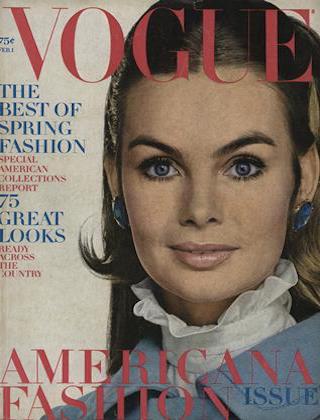 VOGUE
75¢
FEB.1
THE
BEST OF
SPRING
FASHION
SPECIAL
AMERICAN
COLLECTIONS
REPORT
75
GREAT
LOOKS
READY
ACROSS
THE
COUNTRY
AMERICANA
FASHION ISSUE